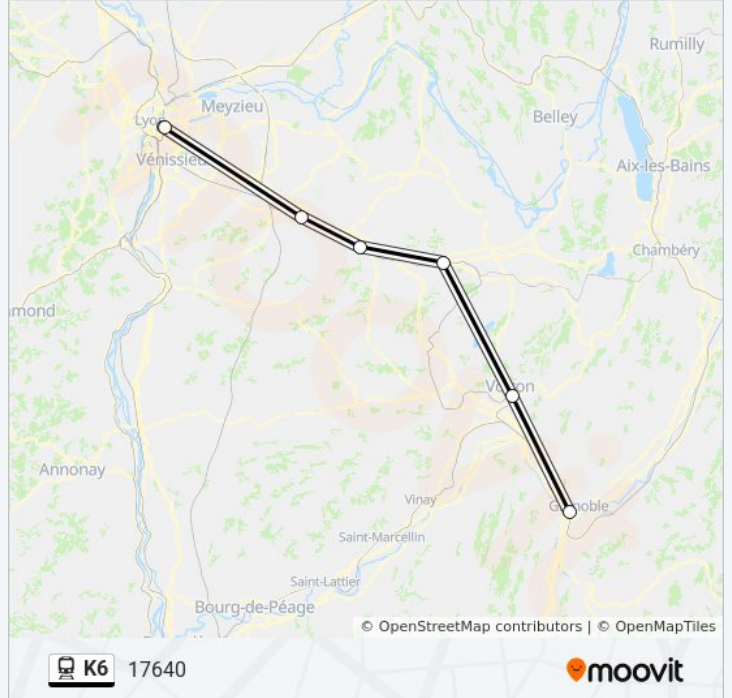 Rumilly
Meyzieu
Lyon
Belley
Vénissieux
Aix-les-Bains
Chambéry
mond
Voiron
Annonay
Vinay
Grenoble
Saint-Marcellin
Saint-Lattier
Bourg-de-Péage
© OpenStreetMap contributors | © OpenMapTiles
K6 17640 moovit